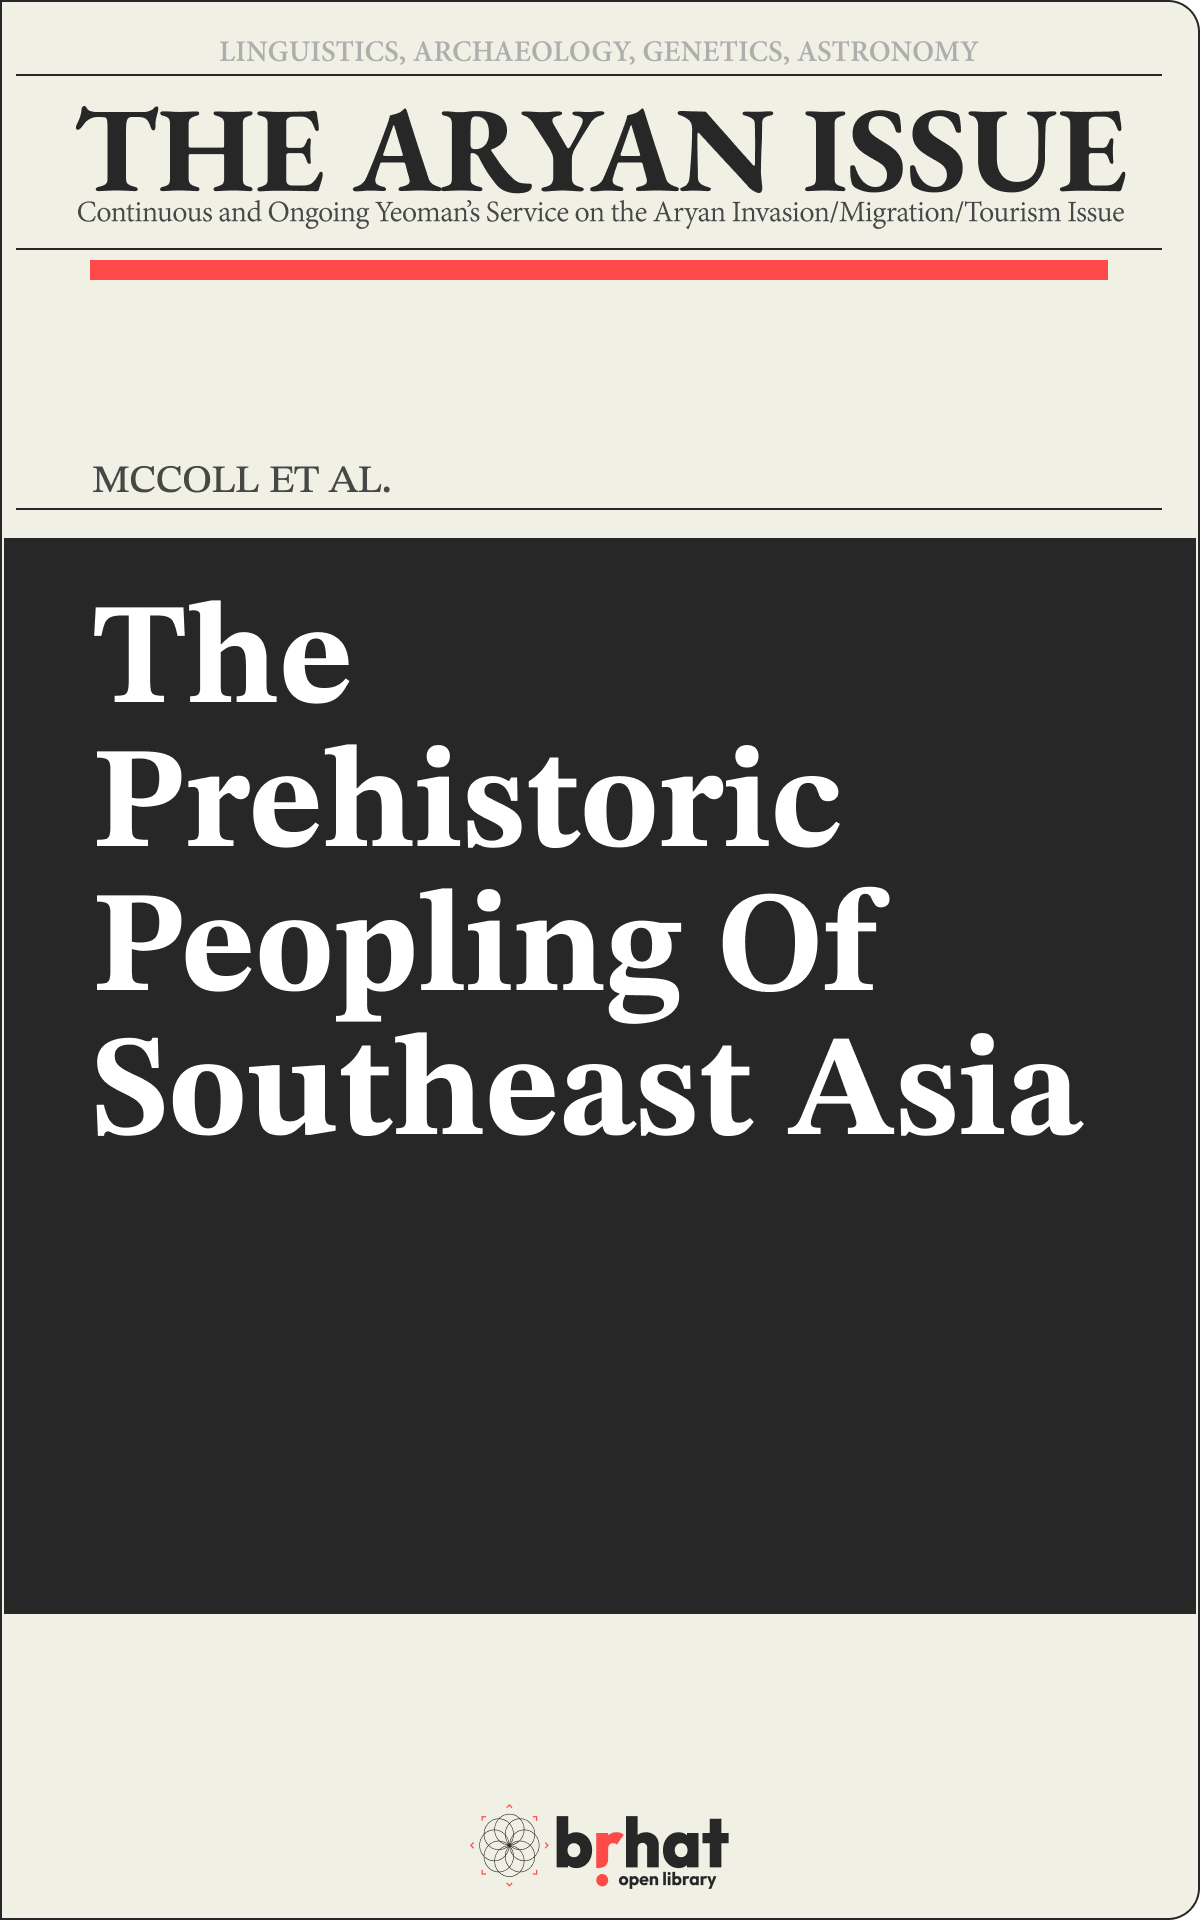 LINGUISTICS, ARCHAEOLOGY, GENETICS, ASTRONOMY
THE ARYAN ISSUE
Continuous and Ongoing Yeoman’s Service on the Aryan Invasion/Migration/Tourism Issue
MCCOLL ET AL.
The
Prehistoric
Peopling Of
Southeast Asia
bṛhat
open library